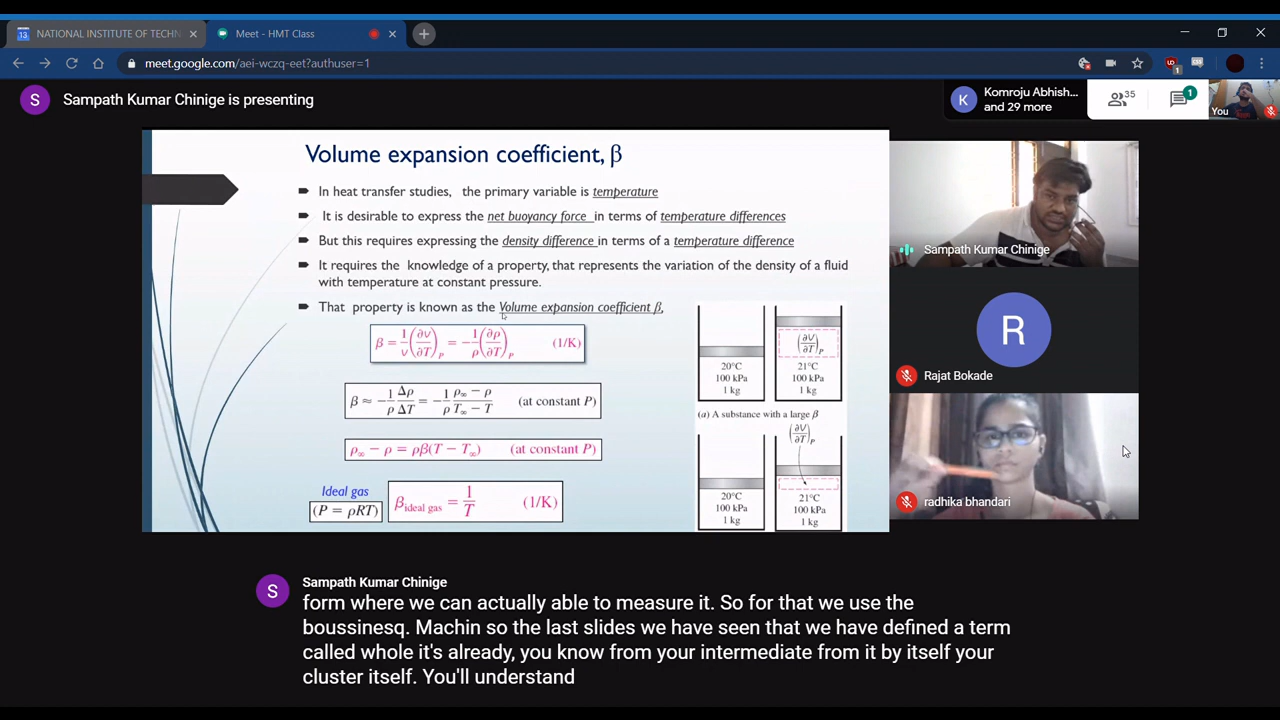 NATIONAL INSTITUTE OF TECHN
Meet - HMT Class
meet.google.com/aei-wczq-eet?authuser=1
S Sampath Kumar Chinige is presenting
K Komroju Abhish...
and 29 more
35
1
You
Volume expansion coefficient, β
In heat transfer studies, the primary variable is temperature
It is desirable to express the net buoyancy force in terms of temperature differences
But this requires expressing the density difference in terms of a temperature difference
It requires the knowledge of a property, that represents the variation of the density of a fluid
with temperature at constant pressure.
That property is known as the Volume expansion coefficient β,
β = 1/v (∂v/∂T)_P = -1/ρ (∂ρ/∂T)_P (1/K)
β ≈ -1/ρ Δρ/ΔT = -1/ρ (ρ∞ - ρ)/(T∞ - T) (at constant P)
ρ∞ - ρ = ρβ(T - T∞) (at constant P)
Ideal gas
(P = ρRT)
β_ideal gas = 1/T (1/K)
(∂V/∂T)_P
20°C
100 kPa
1 kg
21°C
100 kPa
1 kg
(a) A substance with a large β
(∂V/∂T)_P
20°C
100 kPa
1 kg
21°C
100 kPa
1 kg
Sampath Kumar Chinige
R
Rajat Bokade
radhika bhandari
S Sampath Kumar Chinige
form where we can actually able to measure it. So for that we use the
boussinesq. Machin so the last slides we have seen that we have defined a term
called whole it's already, you know from your intermediate from it by itself your
cluster itself. You'll understand